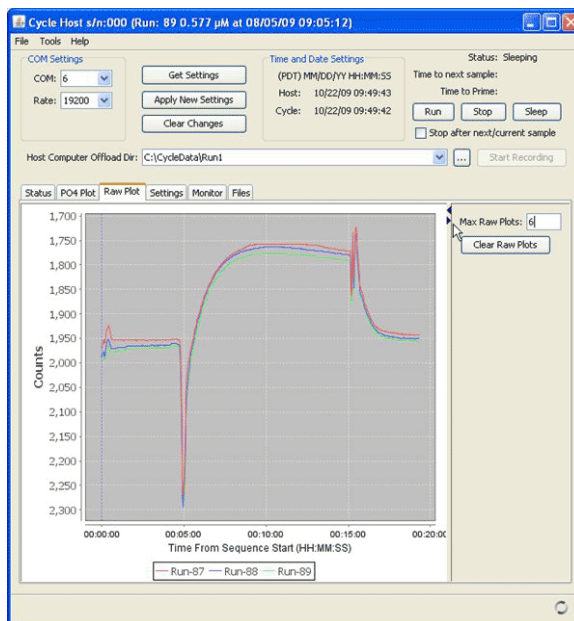 Cycle Host s/n:000 (Run: 89 0.577 µM at 08/05/09 09:05:12)
File Tools Help
COM Settings
COM: 6
Rate: 19200
Get Settings
Apply New Settings
Clear Changes
Time and Date Settings
(PDT) MM/DD/YY HH:MM:SS
Host: 10/22/09 09:49:43
Cycle: 10/22/09 09:49:42
Status: Sleeping
Time to next sample:
Time to Prime:
Run Stop Sleep
Stop after next/current sample
Host Computer Offload Dir: C:\CycleData\Run1 ... Start Recording
Status PO4 Plot Raw Plot Settings Monitor Files
Max Raw Plots: 6
Clear Raw Plots
1,700
1,750
1,800
1,850
1,900
1,950
2,000
2,050
2,100
2,150
2,200
2,250
2,300
Counts
00:00:00 00:05:00 00:10:00 00:15:00 00:20:00
Time From Sequence Start (HH:MM:SS)
Run-87 Run-88 Run-89